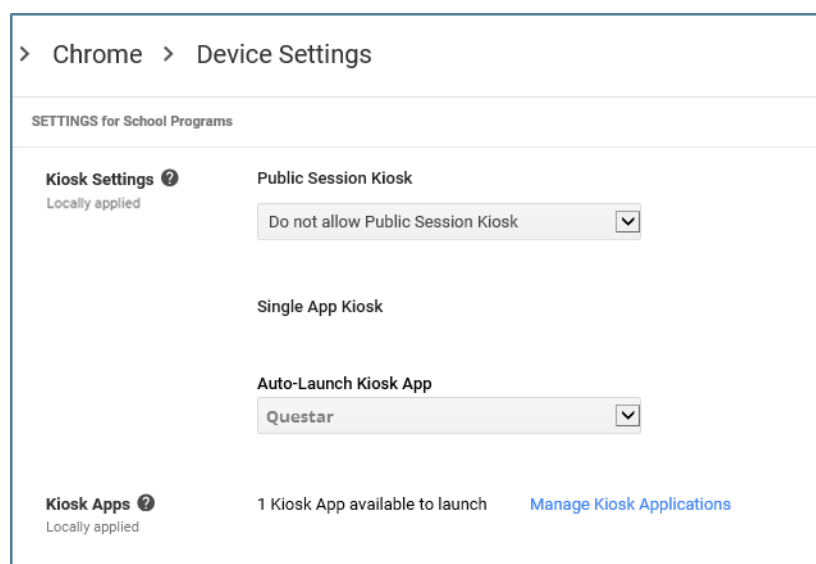 > Chrome > Device Settings
SETTINGS for School Programs
Kiosk Settings ? Public Session Kiosk
Locally applied
Do not allow Public Session Kiosk
Single App Kiosk
Auto-Launch Kiosk App
Questar
Kiosk Apps ? 1 Kiosk App available to launch Manage Kiosk Applications
Locally applied